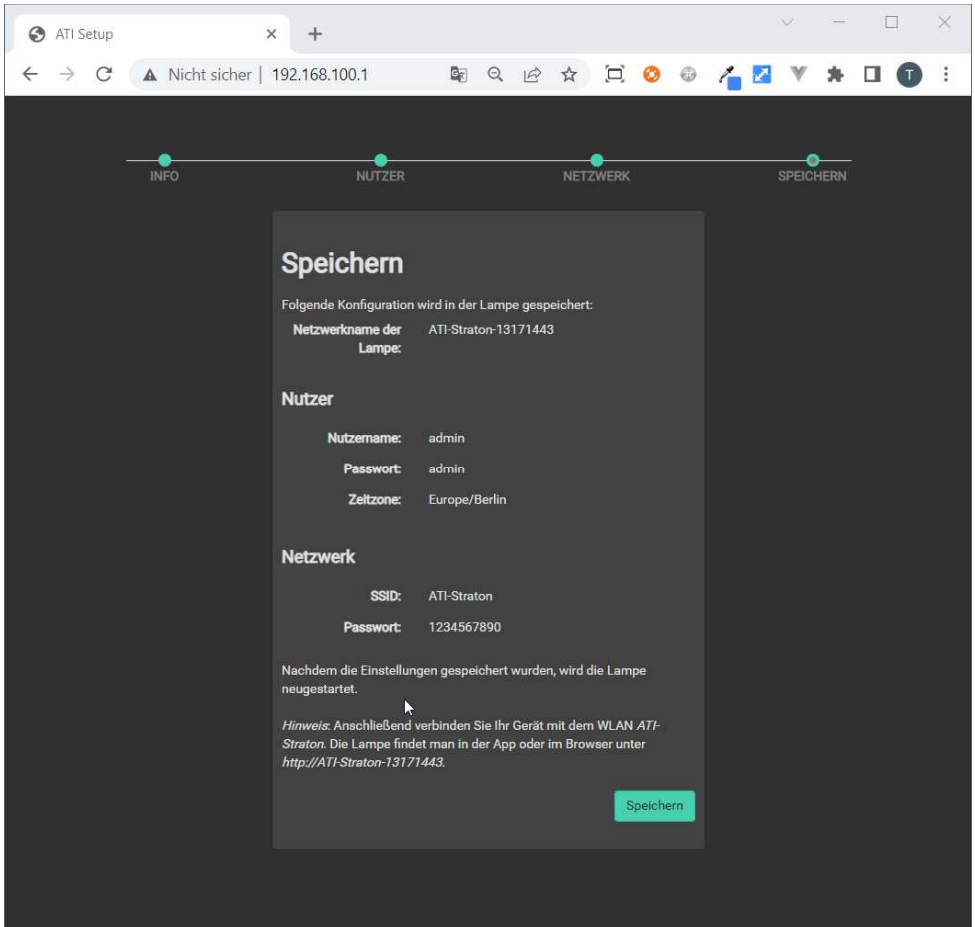 ATI Setup
Nicht sicher | 192.168.100.1
T
INFO NUTZER NETZWERK SPEICHERN
Speichern
Folgende Konfiguration wird in der Lampe gespeichert:
Netzwerkname der ATI-Straton-13171443
Lampe:
Nutzer
Nutzername: admin
Passwort: admin
Zeitzone: Europe/Berlin
Netzwerk
SSID: ATI-Straton
Passwort: 1234567890
Nachdem die Einstellungen gespeichert wurden, wird die Lampe
neugestartet.
Hinweis: Anschließend verbinden Sie Ihr Gerät mit dem WLAN ATI-
Straton. Die Lampe findet man in der App oder im Browser unter
http://ATI-Straton-13171443.
Speichern